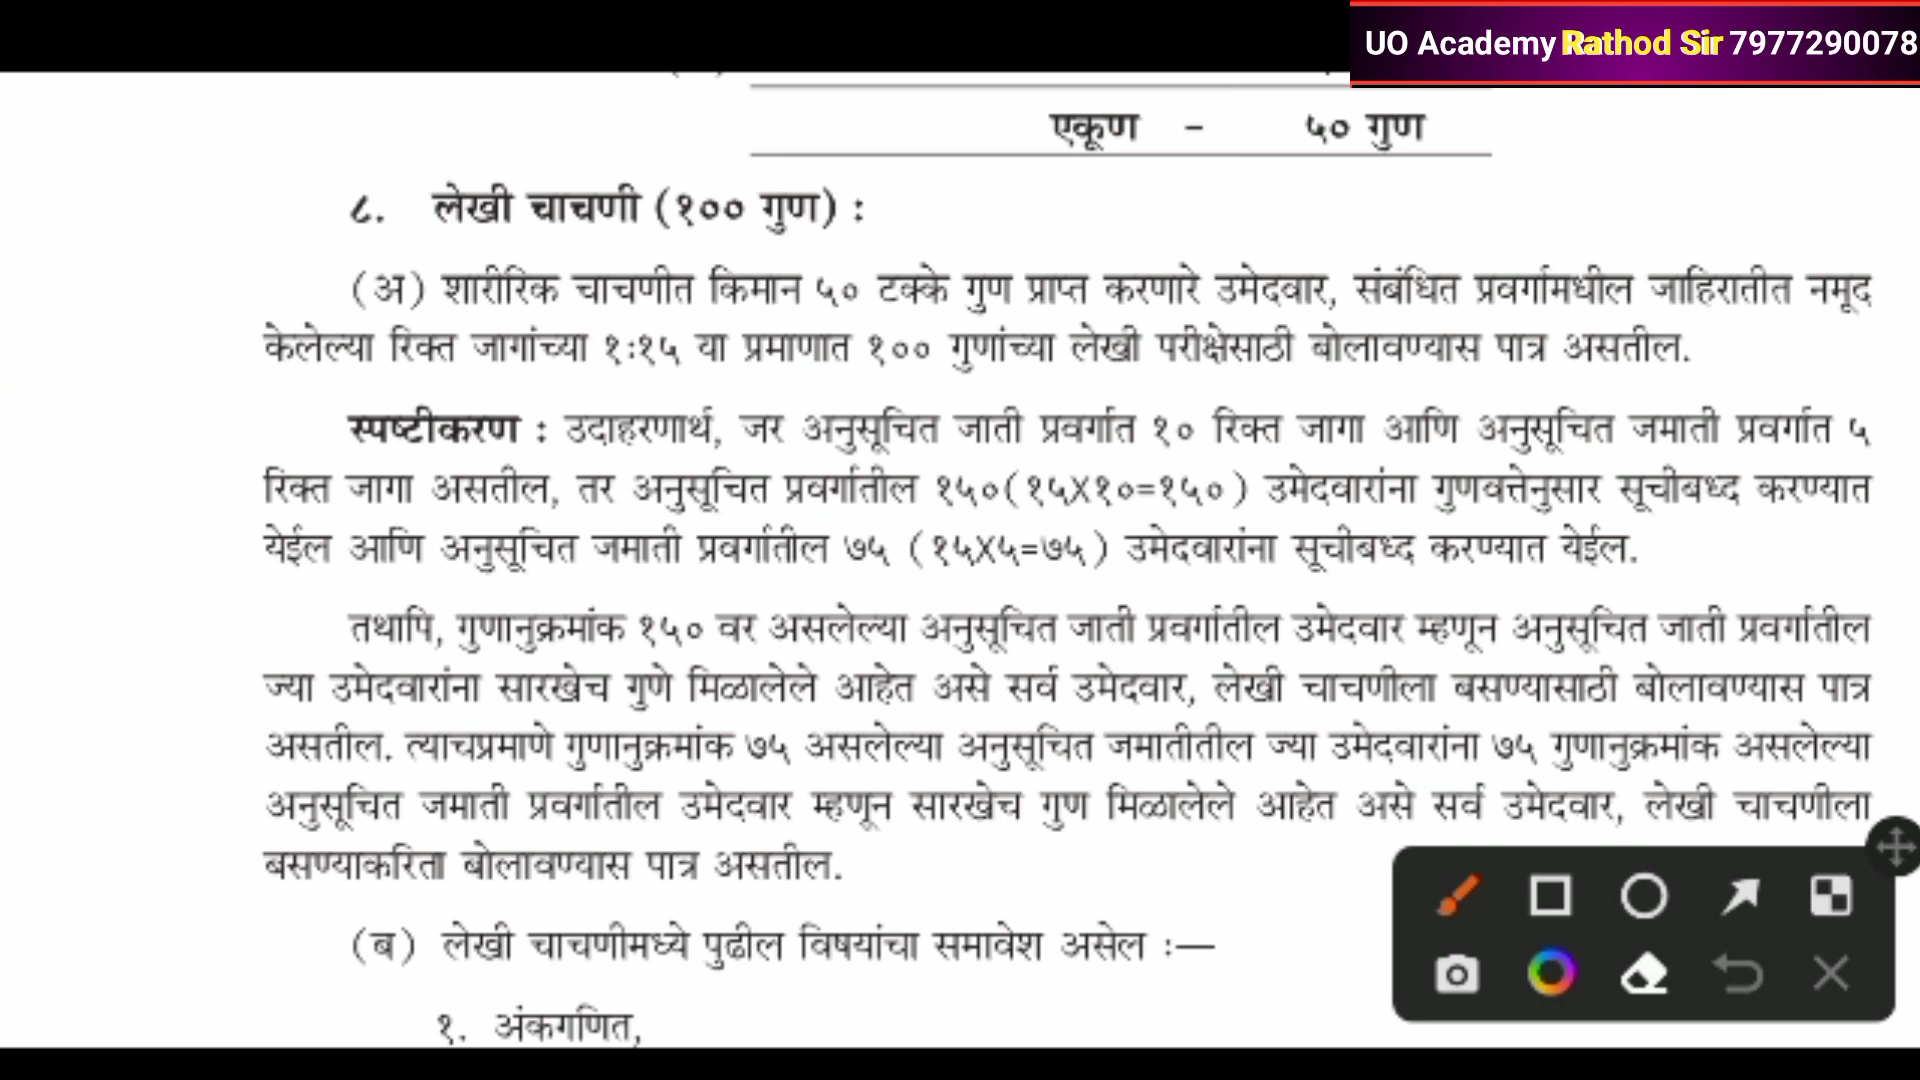 UO Academy Rathod Sir 7977290078
एकूण - ५० गुण
८. लेखी चाचणी (१०० गुण) :
(अ) शारीरिक चाचणीत किमान ५० टक्के गुण प्राप्त करणारे उमेदवार, संबंधित प्रवर्गामधील जाहिरातीत नमूद
केलेल्या रिक्त जागांच्या १:१५ या प्रमाणात १०० गुणांच्या लेखी परीक्षेसाठी बोलावण्यास पात्र असतील.
स्पष्टीकरण : उदाहरणार्थ, जर अनुसूचित जाती प्रवर्गात १० रिक्त जागा आणि अनुसूचित जमाती प्रवर्गात ५
रिक्त जागा असतील, तर अनुसूचित प्रवर्गातील १५०(१५X१०=१५०) उमेदवारांना गुणवत्तेनुसार सूचीबध्द करण्यात
येईल आणि अनुसूचित जमाती प्रवर्गातील ७५ (१५X५=७५) उमेदवारांना सूचीबध्द करण्यात येईल.
तथापि, गुणानुक्रमांक १५० वर असलेल्या अनुसूचित जाती प्रवर्गातील उमेदवार म्हणून अनुसूचित जाती प्रवर्गातील
ज्या उमेदवारांना सारखेच गुणे मिळालेले आहेत असे सर्व उमेदवार, लेखी चाचणीला बसण्यासाठी बोलावण्यास पात्र
असतील. त्याचप्रमाणे गुणानुक्रमांक ७५ असलेल्या अनुसूचित जमातीतील ज्या उमेदवारांना ७५ गुणानुक्रमांक असलेल्या
अनुसूचित जमाती प्रवर्गातील उमेदवार म्हणून सारखेच गुण मिळालेले आहेत असे सर्व उमेदवार, लेखी चाचणीला
बसण्याकरिता बोलावण्यास पात्र असतील.
(ब) लेखी चाचणीमध्ये पुढील विषयांचा समावेश असेल :—
१. अंकगणित,